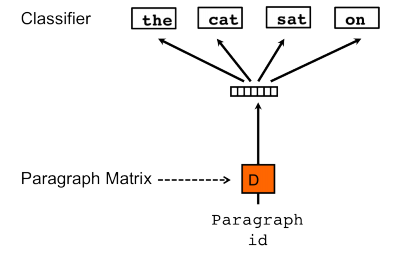 Classifier the cat sat on
Paragraph Matrix D
Paragraph
id